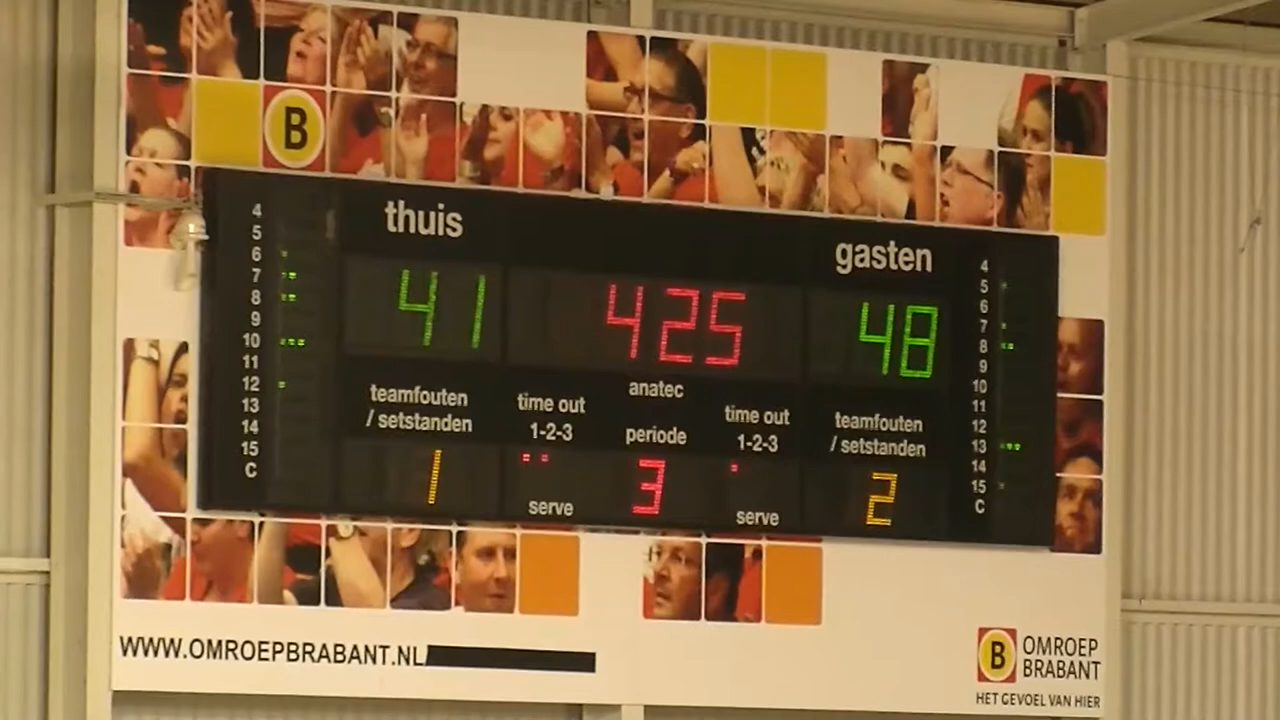 B
thuis
gasten
4
5
6
7
8
9
10
11
12
13
14
15
C
41
425
48
4
5
6
7
8
9
10
11
12
13
14
15
C
anatec
teamfouten
/ setstanden
time out
1-2-3
periode
time out
1-2-3
teamfouten
/ setstanden
1
3
2
serve
serve
WWW.OMROEPBRABANT.NL
B OMROEP
BRABANT
HET GEVOEL VAN HIER